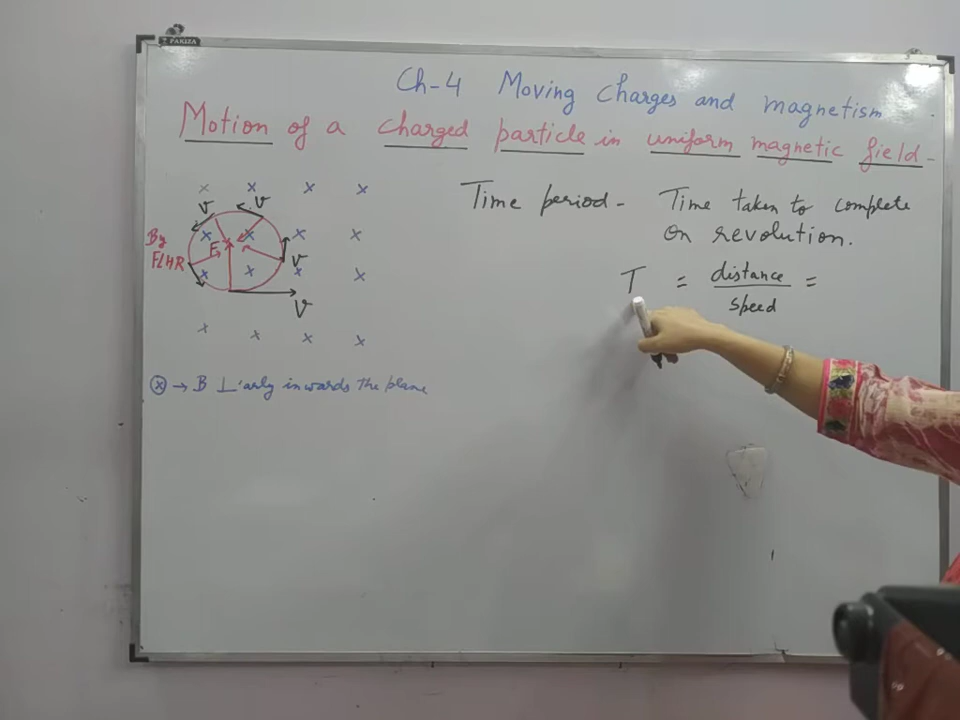 PARKTA
Ch-4 Moving Charges and magnetism
Motion of a charged particle in uniform magnetic field-
x x x x
v v
x x x x
By F v
FLHR
x x x x
v
x x x x
ⓧ → B ⊥'arly inwards the plane
Time period - Time taken to complete
on revolution.
T = distance / speed =